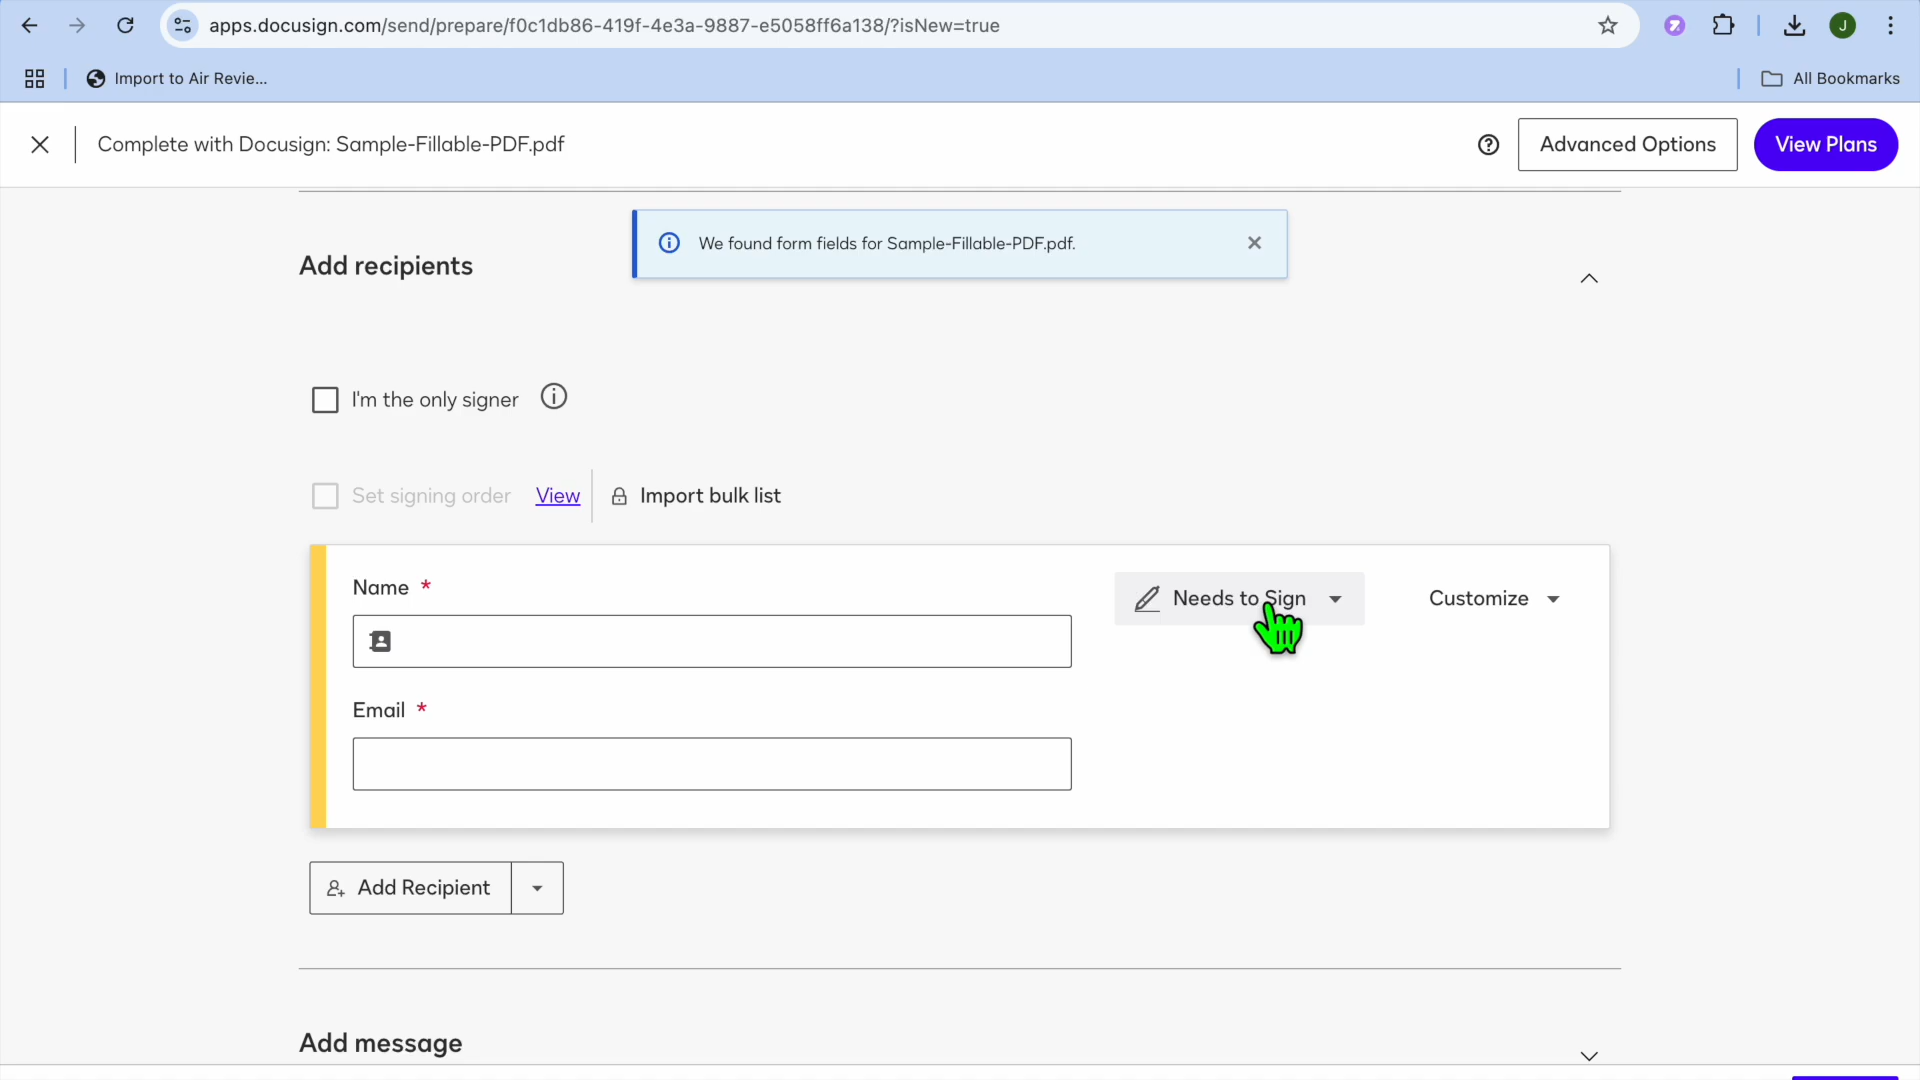 apps.docusign.com/send/prepare/f0c1db86-419f-4e3a-9887-e5058ff6a138/?isNew=true
J
Import to Air Revie...
All Bookmarks
Complete with Docusign: Sample-Fillable-PDF.pdf
Advanced Options
View Plans
We found form fields for Sample-Fillable-PDF.pdf.
Add recipients
I'm the only signer
Set signing order View Import bulk list
Name *
Needs to Sign
Customize
Email *
Add Recipient
Add message